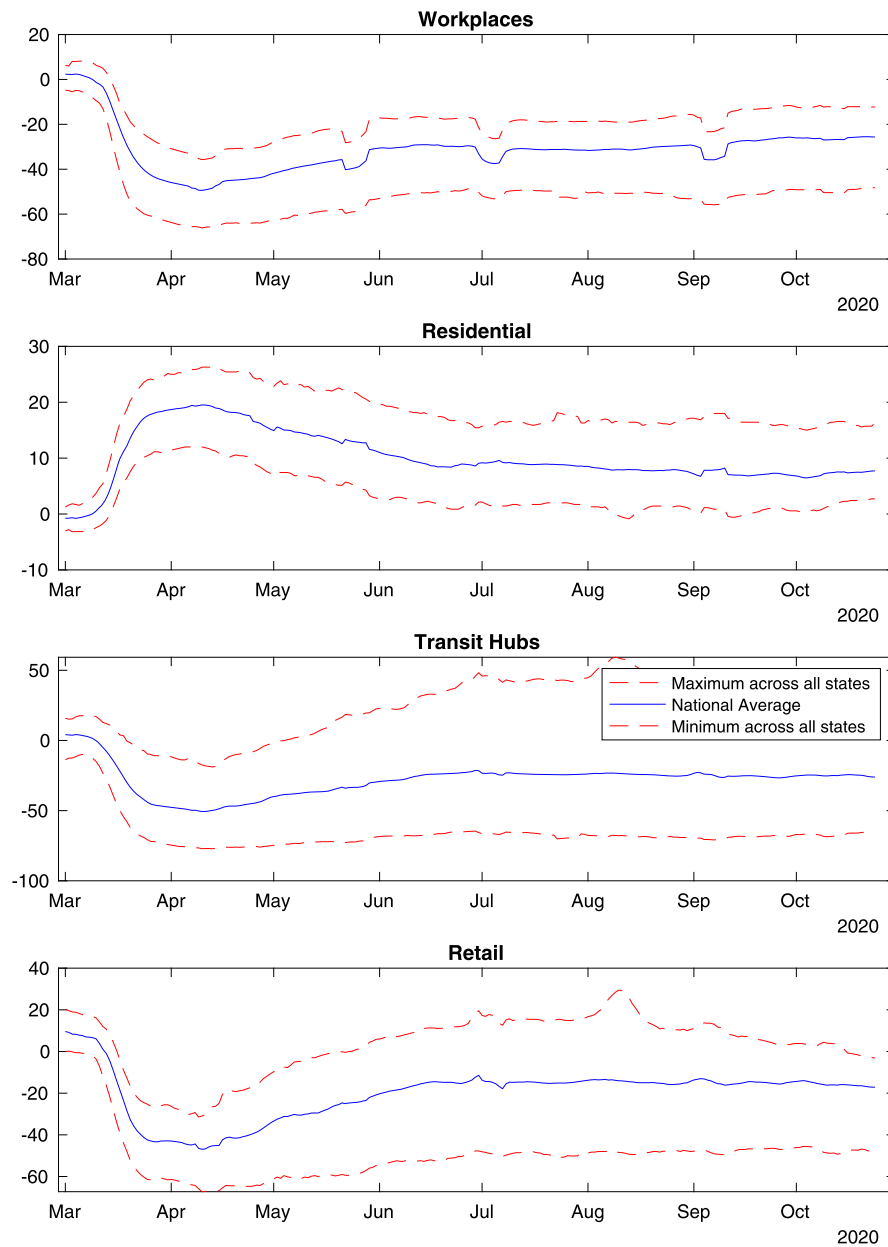 Workplaces
20
0
-20
-40
-60
-80
Mar Apr May Jun Jul Aug Sep Oct
2020
Residential
30
20
10
0
-10
Mar Apr May Jun Jul Aug Sep Oct
2020
Transit Hubs
50
0
-50
-100
Maximum across all states
National Average
Minimum across all states
Mar Apr May Jun Jul Aug Sep Oct
2020
Retail
40
20
0
-20
-40
-60
Mar Apr May Jun Jul Aug Sep Oct
2020